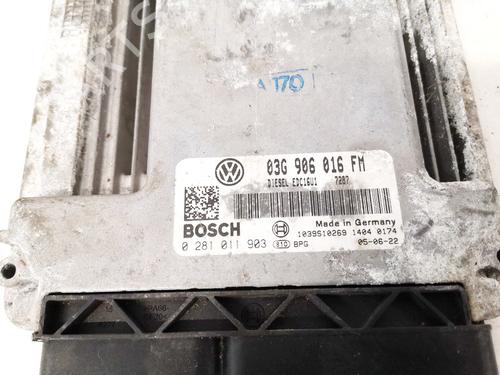 A 170
03G 906 016 FM
DIESEL EDC16U1 7287
BOSCH
Made in Germany
1039S10269 1404 0174
0 281 011 903 BPG 05-06-22